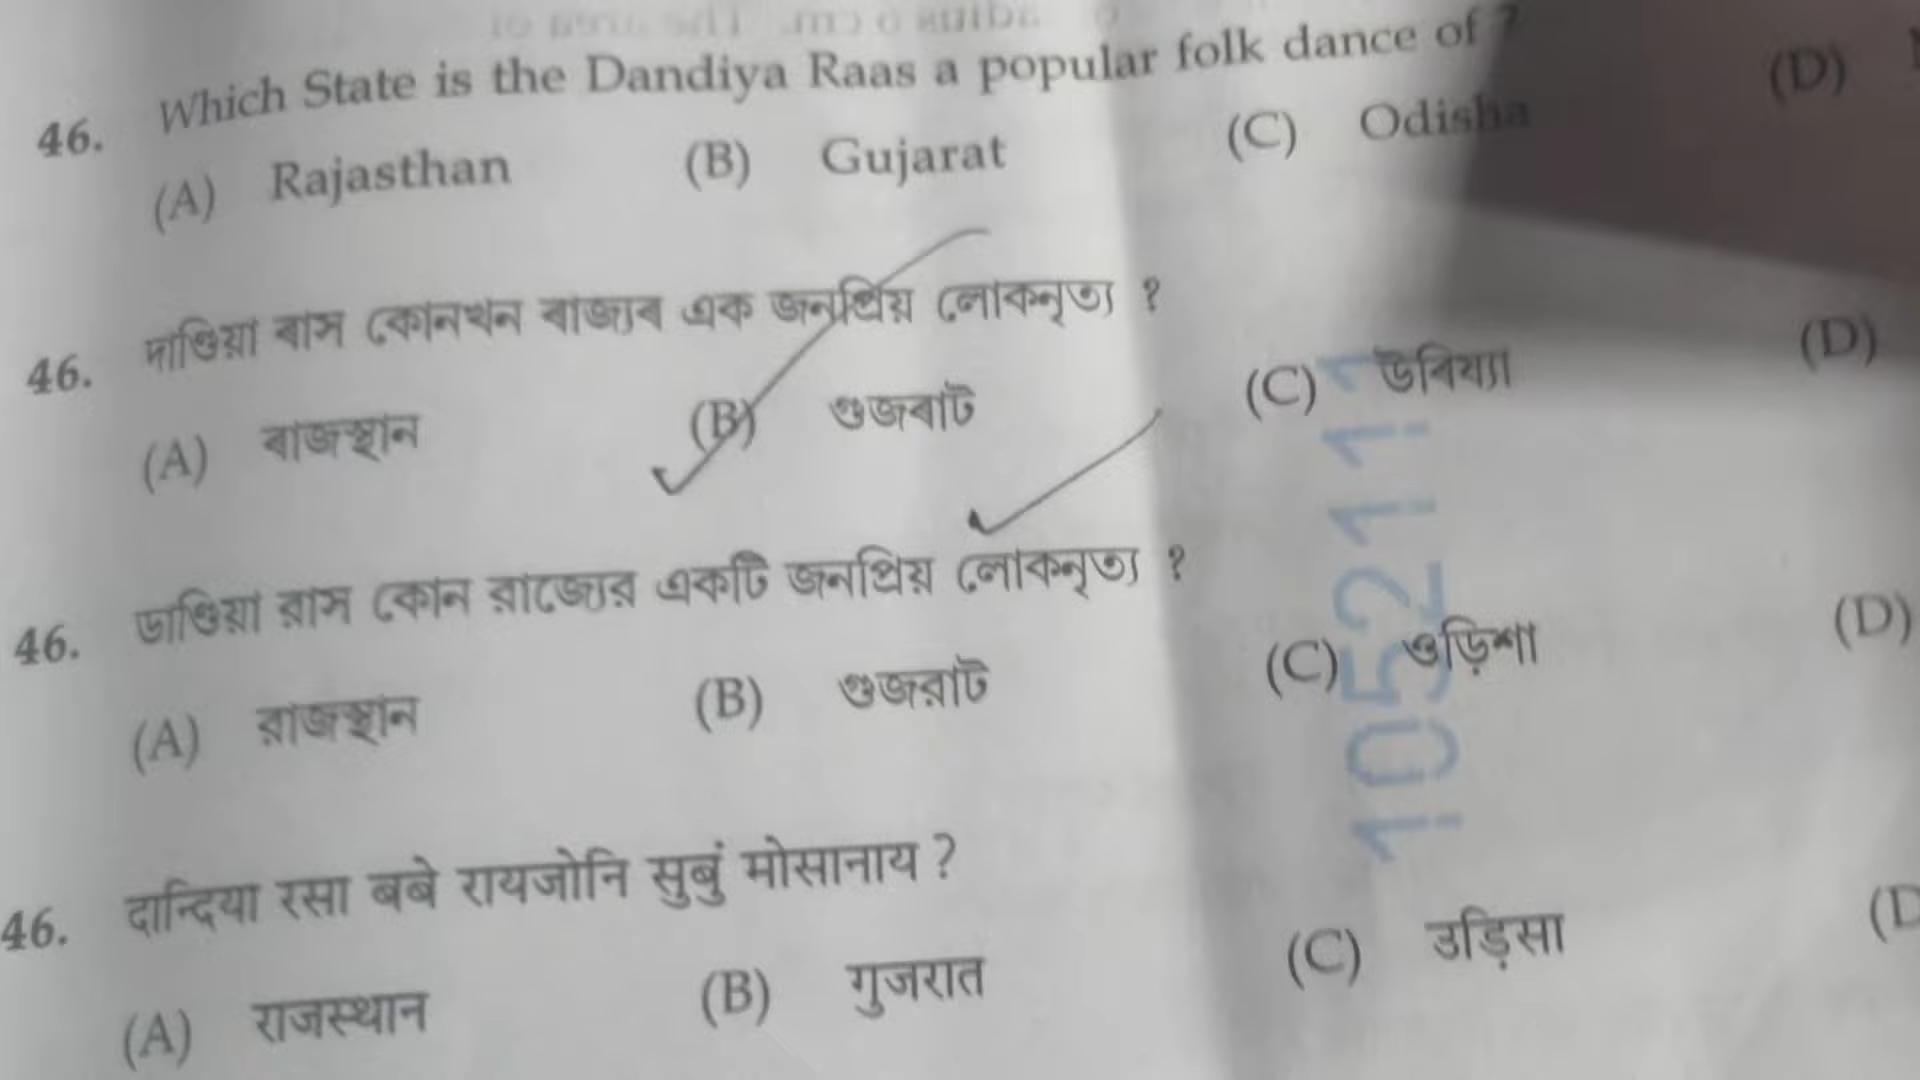 46. Which State is the Dandiya Raas a popular folk dance of ?
(A) Rajasthan (B) Gujarat (C) Odisha (D)
46. দাণ্ডিয়া ৰাস কোনখন ৰাজ্যৰ এক জনপ্ৰিয় লোকনৃত্য ?
(A) ৰাজস্থান (B) গুজৰাট (C) উৰিষ্যা (D)
46. ডাণ্ডিয়া রাস কোন রাজ্যের একটি জনপ্রিয় লোকনৃত্য ?
(A) রাজস্থান (B) গুজরাট (C) ওড়িশা (D)
46. दान्दिया रसा बबे रायजोनि सुबुं मोसानाय ?
(A) राजस्थान (B) गुजरात (C) उड़िसा (D